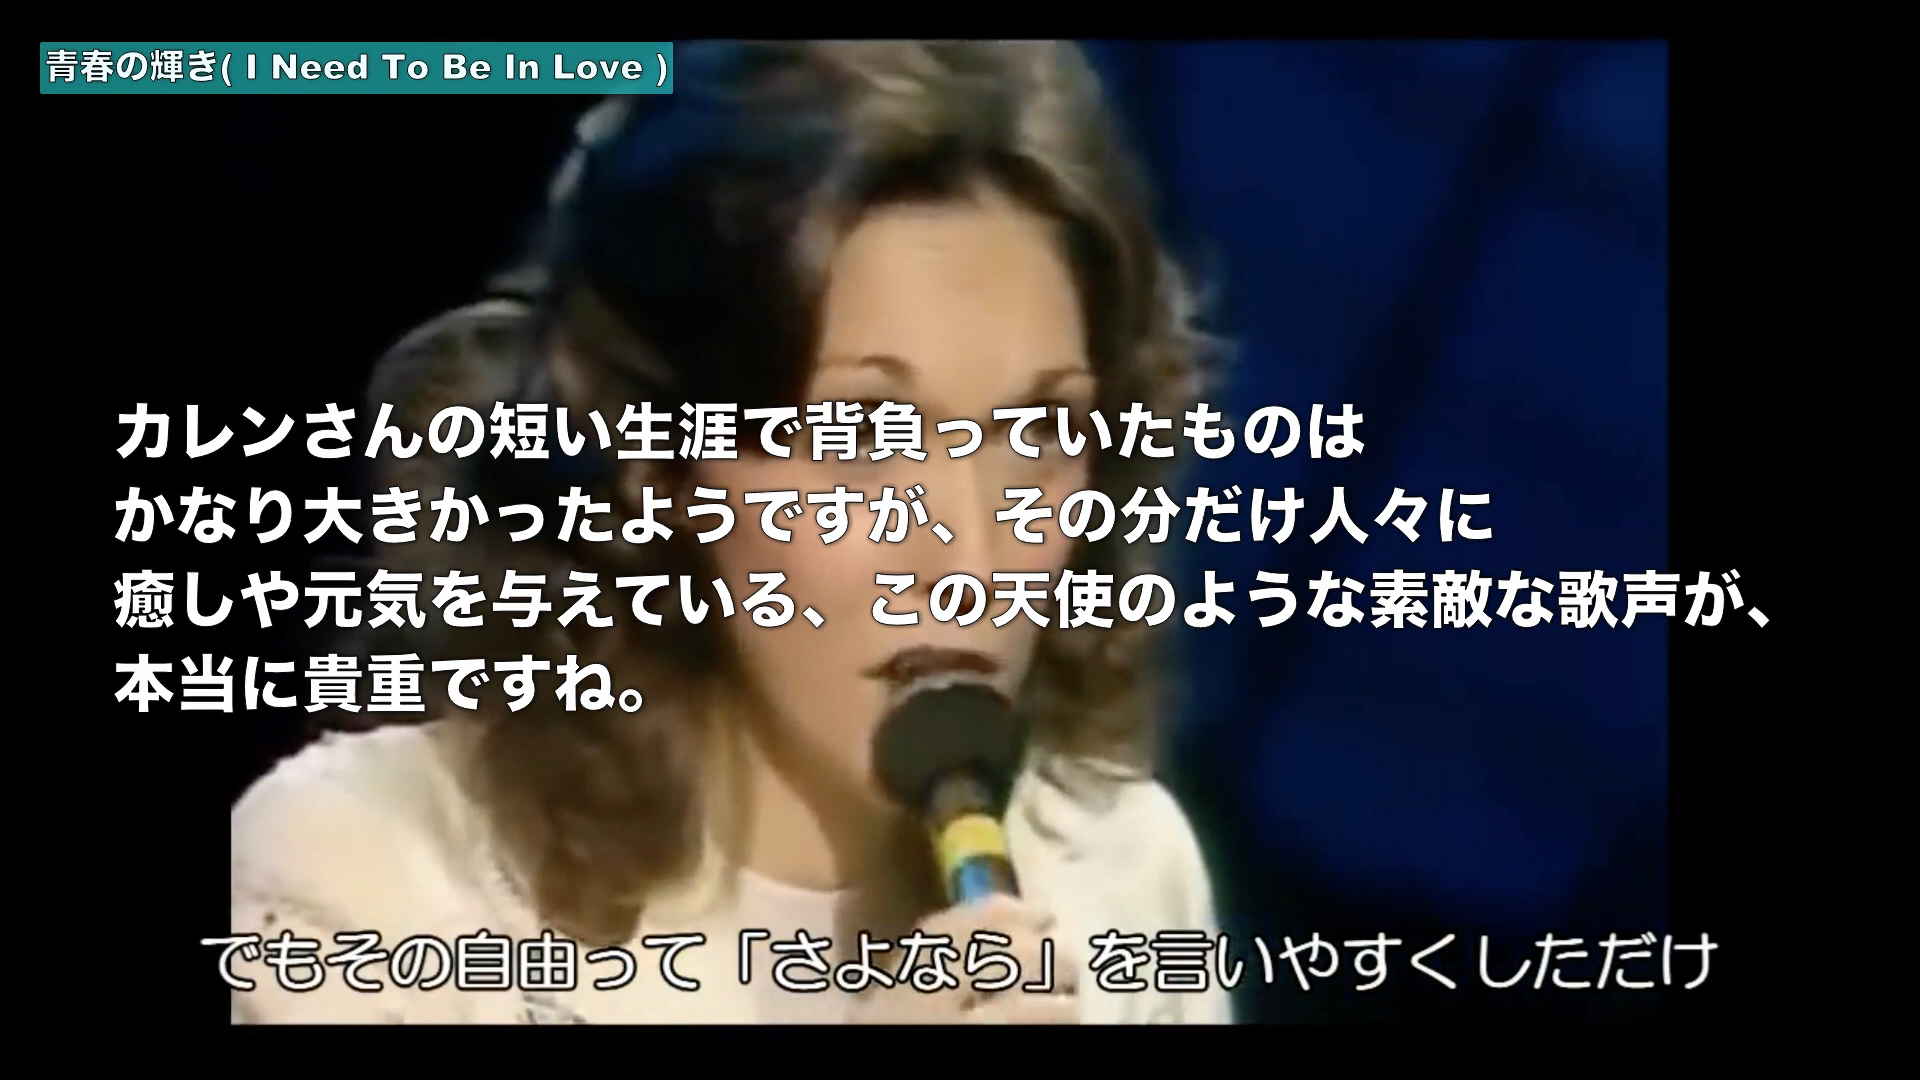 青春の輝き( I Need To Be In Love )
カレンさんの短い生涯で背負っていたものは
かなり大きかったようですが、その分だけ人々に
癒しや元気を与えている、この天使のような素敵な歌声が、
本当に貴重ですね。
でもその自由って「さよなら」を言いやすくしただけ